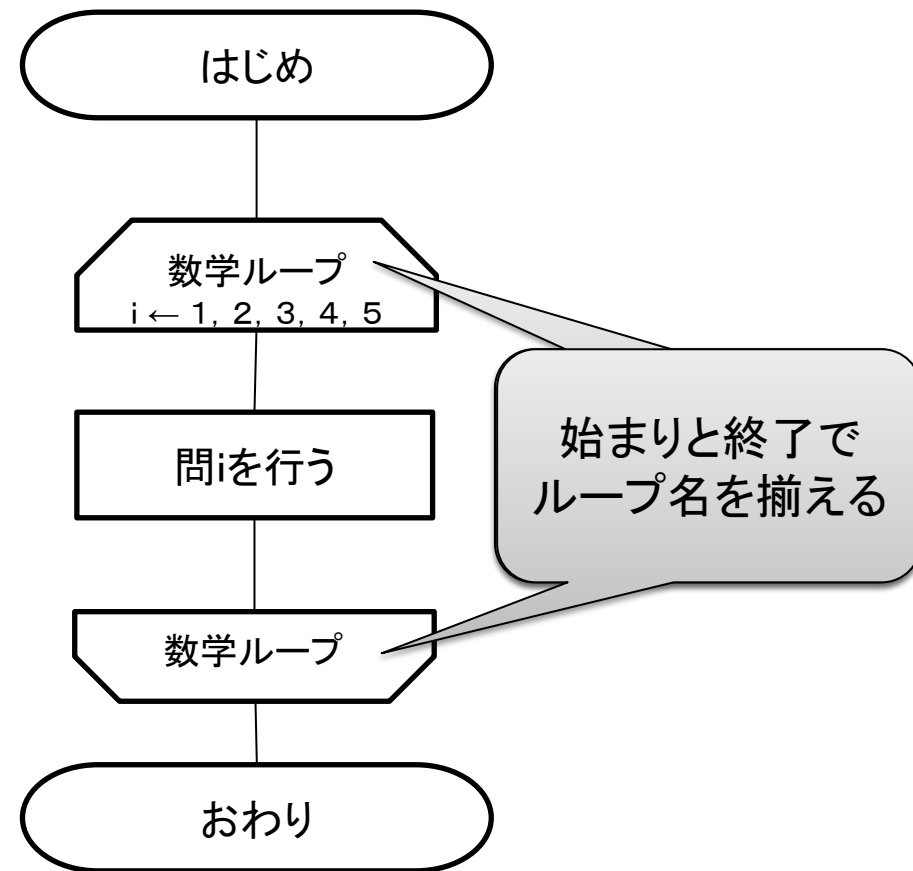 はじめ
数学ループ
i ← 1, 2, 3, 4, 5
問iを行う
始まりと終了で
ループ名を揃える
数学ループ
おわり